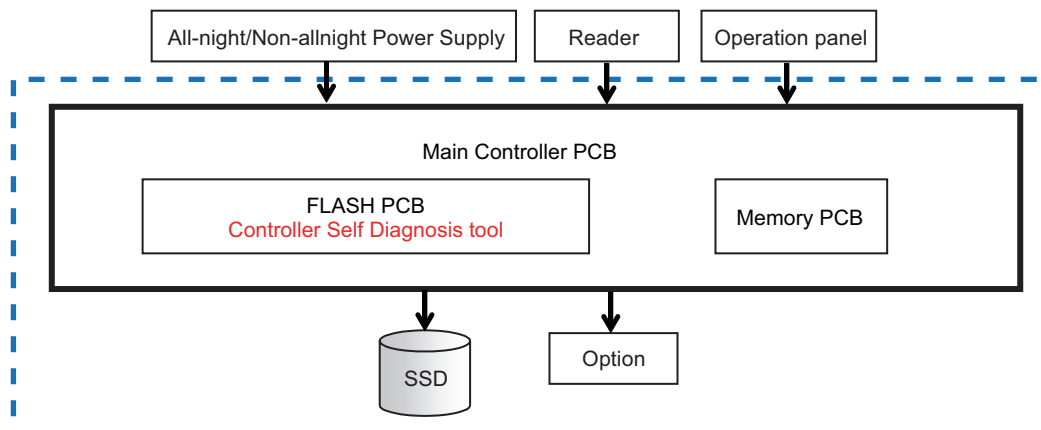 All-night/Non-allnight Power Supply
Reader
Operation panel
Main Controller PCB
FLASH PCB
Controller Self Diagnosis tool
Memory PCB
SSD
Option